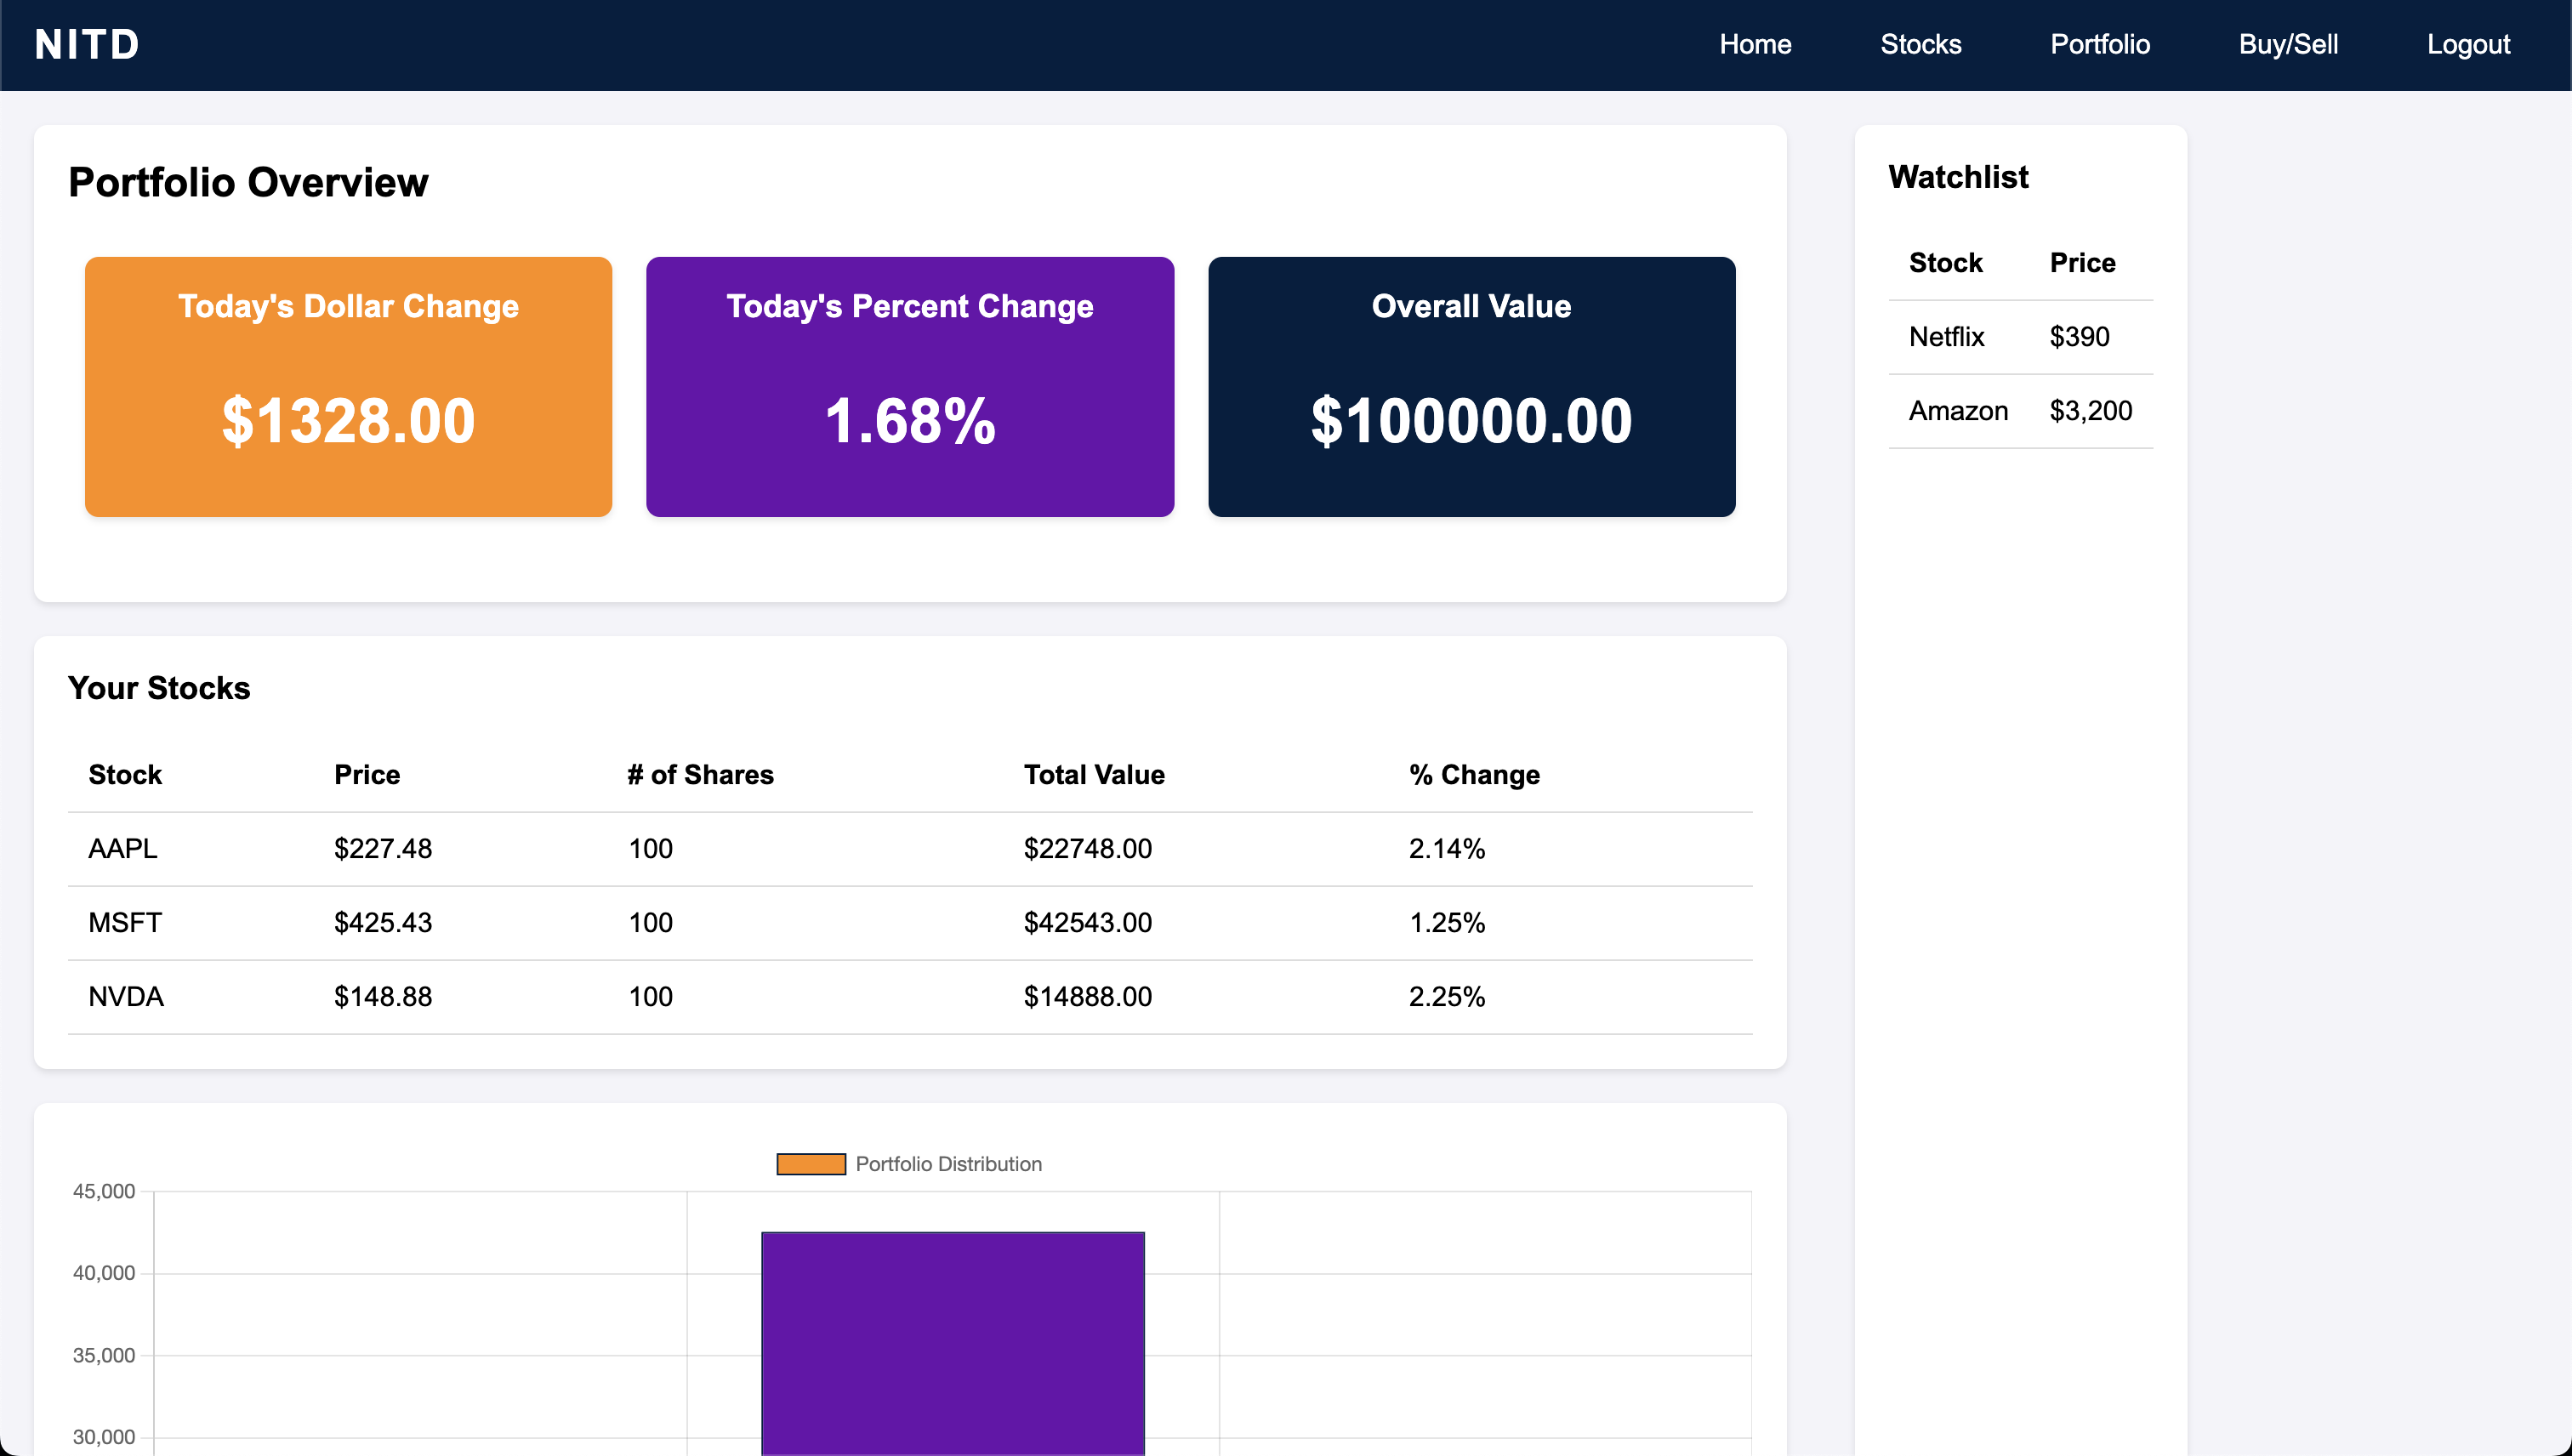 NITD Home Stocks Portfolio Buy/Sell Logout
Portfolio Overview
Today's Dollar Change
$1328.00
Today's Percent Change
1.68%
Overall Value
$100000.00
Your Stocks
Stock Price # of Shares Total Value % Change
AAPL $227.48 100 $22748.00 2.14%
MSFT $425.43 100 $42543.00 1.25%
NVDA $148.88 100 $14888.00 2.25%
Portfolio Distribution
45,000
40,000
35,000
30,000
Watchlist
Stock Price
Netflix $390
Amazon $3,200